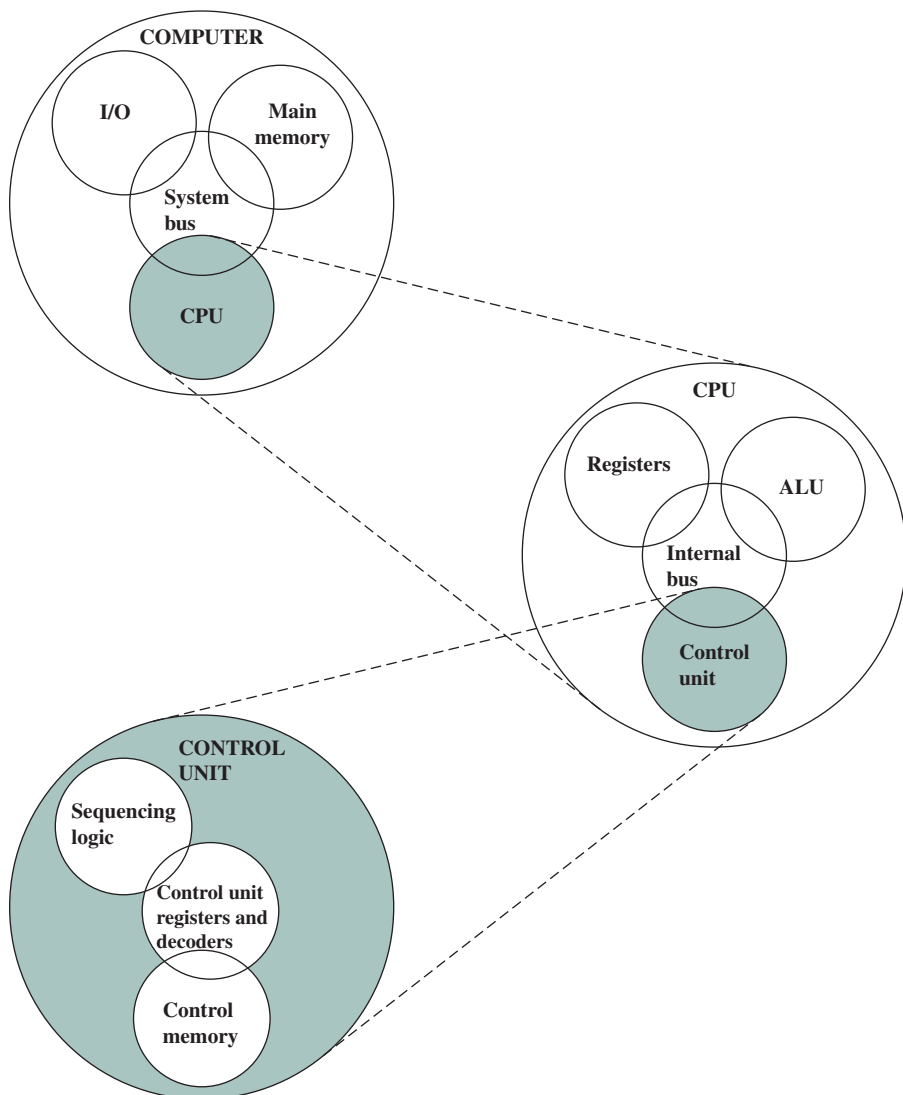 COMPUTER
I/O
Main
memory
System
bus
CPU
CPU
Registers
ALU
Internal
bus
Control
unit
CONTROL
UNIT
Sequencing
logic
Control unit
registers and
decoders
Control
memory